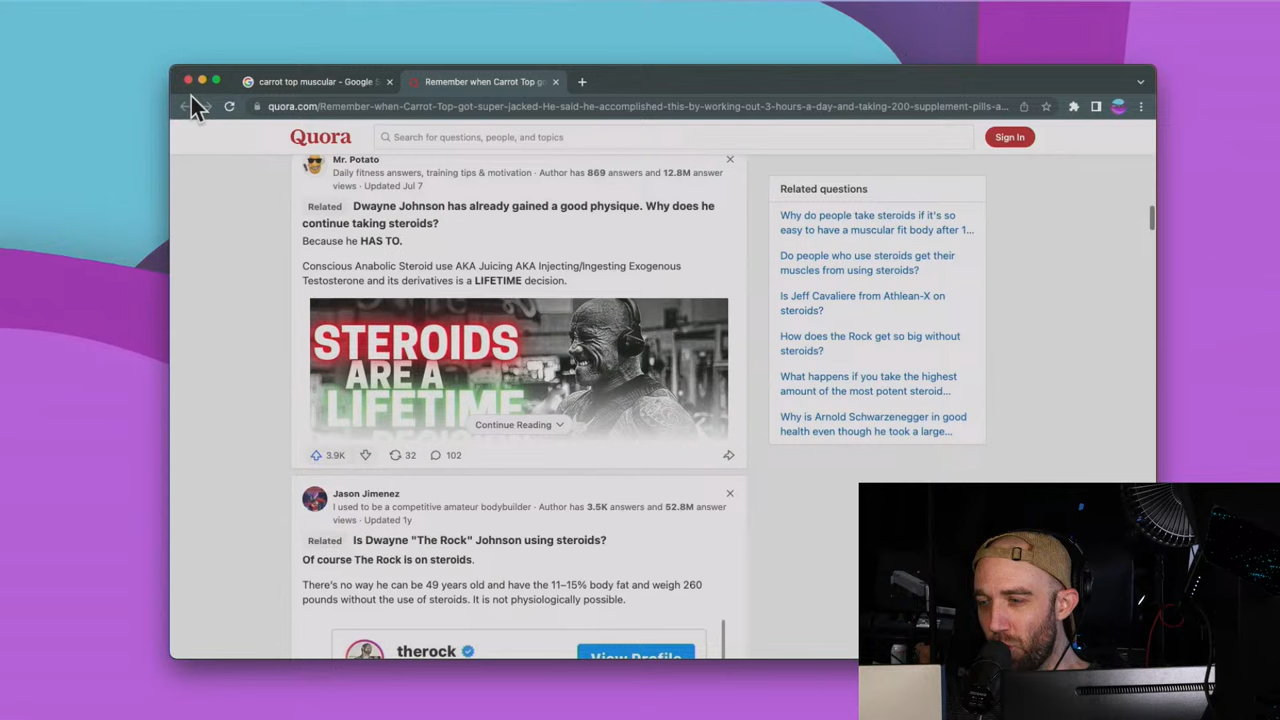 carrot top muscular - Google S
Remember when Carrot Top go
quora.com/Remember-when-Carrot-Top-got-super-jacked-He-said-he-accomplished-this-by-working-out-3-hours-a-day-and-taking-200-supplement-pills-a...
Quora
Search for questions, people, and topics
Sign In
Mr. Potato
Daily fitness answers, training tips & motivation · Author has 869 answers and 12.8M answer
views · Updated Jul 7
Related Dwayne Johnson has already gained a good physique. Why does he
continue taking steroids?
Because he HAS TO.
Conscious Anabolic Steroid use AKA Juicing AKA Injecting/Ingesting Exogenous
Testosterone and its derivatives is a LIFETIME decision.
STEROIDS
ARE A
LIFETIME
Continue Reading
3.9K
32
102
Jason Jimenez
I used to be a competitive amateur bodybuilder · Author has 3.5K answers and 52.8M answer
views · Updated 1y
Related Is Dwayne "The Rock" Johnson using steroids?
Of course The Rock is on steroids.
There's no way he can be 49 years old and have the 11–15% body fat and weigh 260
pounds without the use of steroids. It is not physiologically possible.
therock
View Profile
Related questions
Why do people take steroids if it's so
easy to have a muscular fit body after 1...
Do people who use steroids get their
muscles from using steroids?
Is Jeff Cavaliere from Athlean-X on
steroids?
How does the Rock get so big without
steroids?
What happens if you take the highest
amount of the most potent steroid...
Why is Arnold Schwarzenegger in good
health even though he took a large...